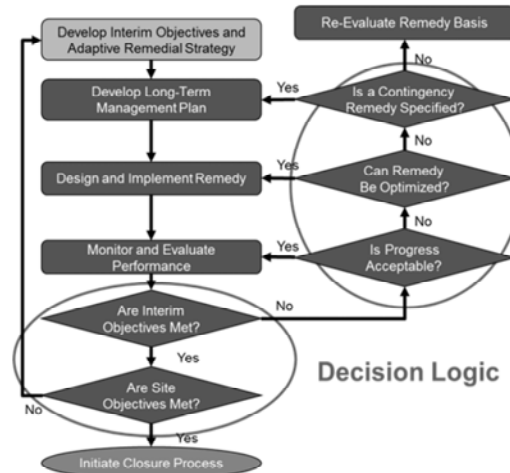 Develop Interim Objectives and
Adaptive Remedial Strategy
Re-Evaluate Remedy Basis
No
Develop Long-Term
Management Plan
Yes
Is a Contingency
Remedy Specified?
No
Design and Implement Remedy
Yes
Can Remedy
Be Optimized?
No
Monitor and Evaluate
Performance
Yes
Is Progress
Acceptable?
Are Interim
Objectives Met?
No
Yes
Decision Logic
Are Site
Objectives Met?
No
Yes
Initiate Closure Process